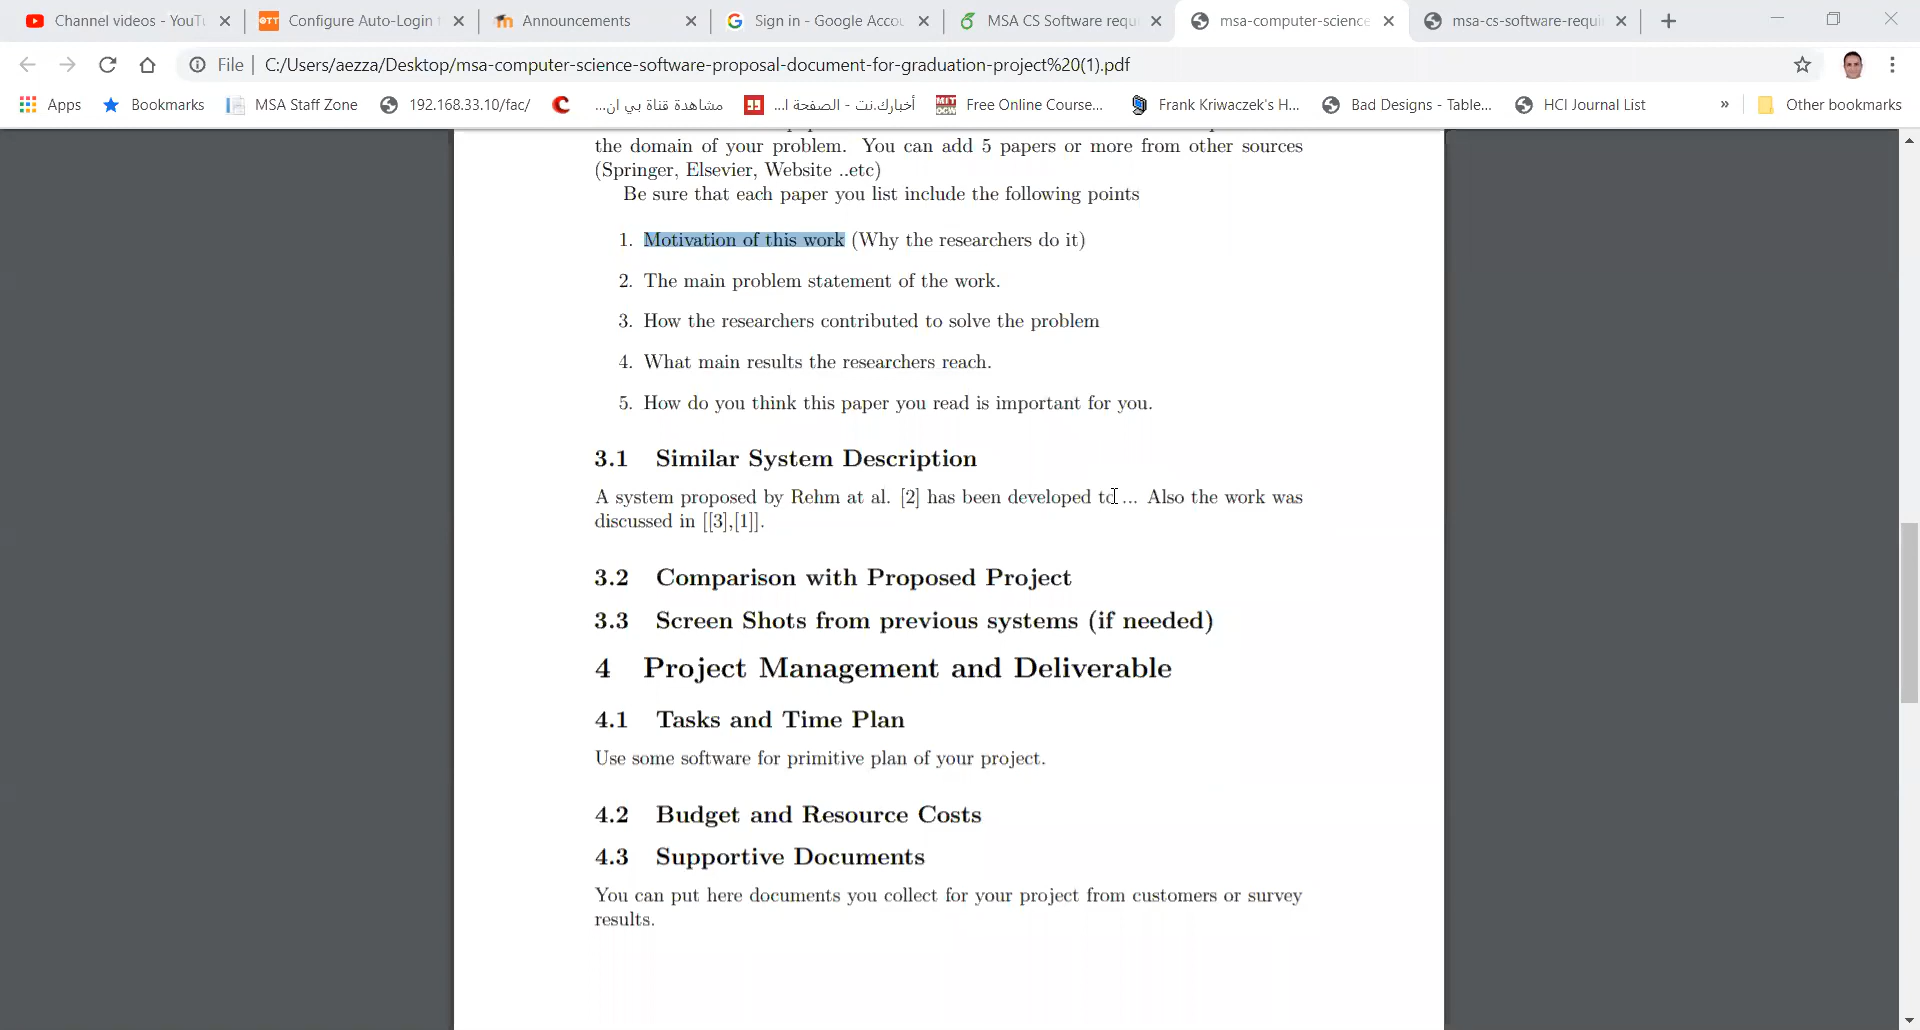 Channel videos - YouTu
Configure Auto-Login
Announcements
Sign in - Google Accou
MSA CS Software requ
msa-computer-science
msa-cs-software-requi
File
C:/Users/aezza/Desktop/msa-computer-science-software-proposal-document-for-graduation-project%20(1).pdf
Apps
Bookmarks
MSA Staff Zone
192.168.33.10/fac/
مشاهدة قناة بي ان...
أخبارك.نت - الصفحة ا...
Free Online Course...
Frank Kriwaczek's H...
Bad Designs - Table...
HCI Journal List
»
Other bookmarks
the domain of your problem. You can add 5 papers or more from other sources
(Springer, Elsevier, Website ..etc)
Be sure that each paper you list include the following points
1. Motivation of this work (Why the researchers do it)
2. The main problem statement of the work.
3. How the researchers contributed to solve the problem
4. What main results the researchers reach.
5. How do you think this paper you read is important for you.
3.1 Similar System Description
A system proposed by Rehm at al. [2] has been developed to ... Also the work was
discussed in [[3],[1]].
3.2 Comparison with Proposed Project
3.3 Screen Shots from previous systems (if needed)
4 Project Management and Deliverable
4.1 Tasks and Time Plan
Use some software for primitive plan of your project.
4.2 Budget and Resource Costs
4.3 Supportive Documents
You can put here documents you collect for your project from customers or survey
results.